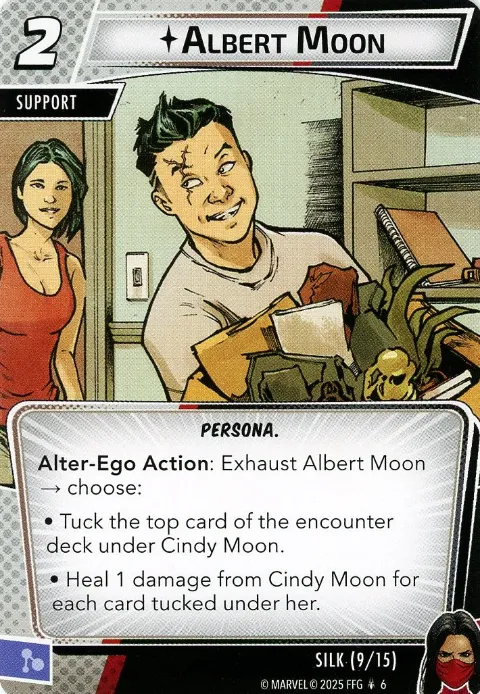 2
ALBERT MOON
SUPPORT
PERSONA.
Alter-Ego Action: Exhaust Albert Moon
→ choose:
• Tuck the top card of the encounter
deck under Cindy Moon.
• Heal 1 damage from Cindy Moon for
each card tucked under her.
SILK (9/15)
© MARVEL © 2025 FFG 6